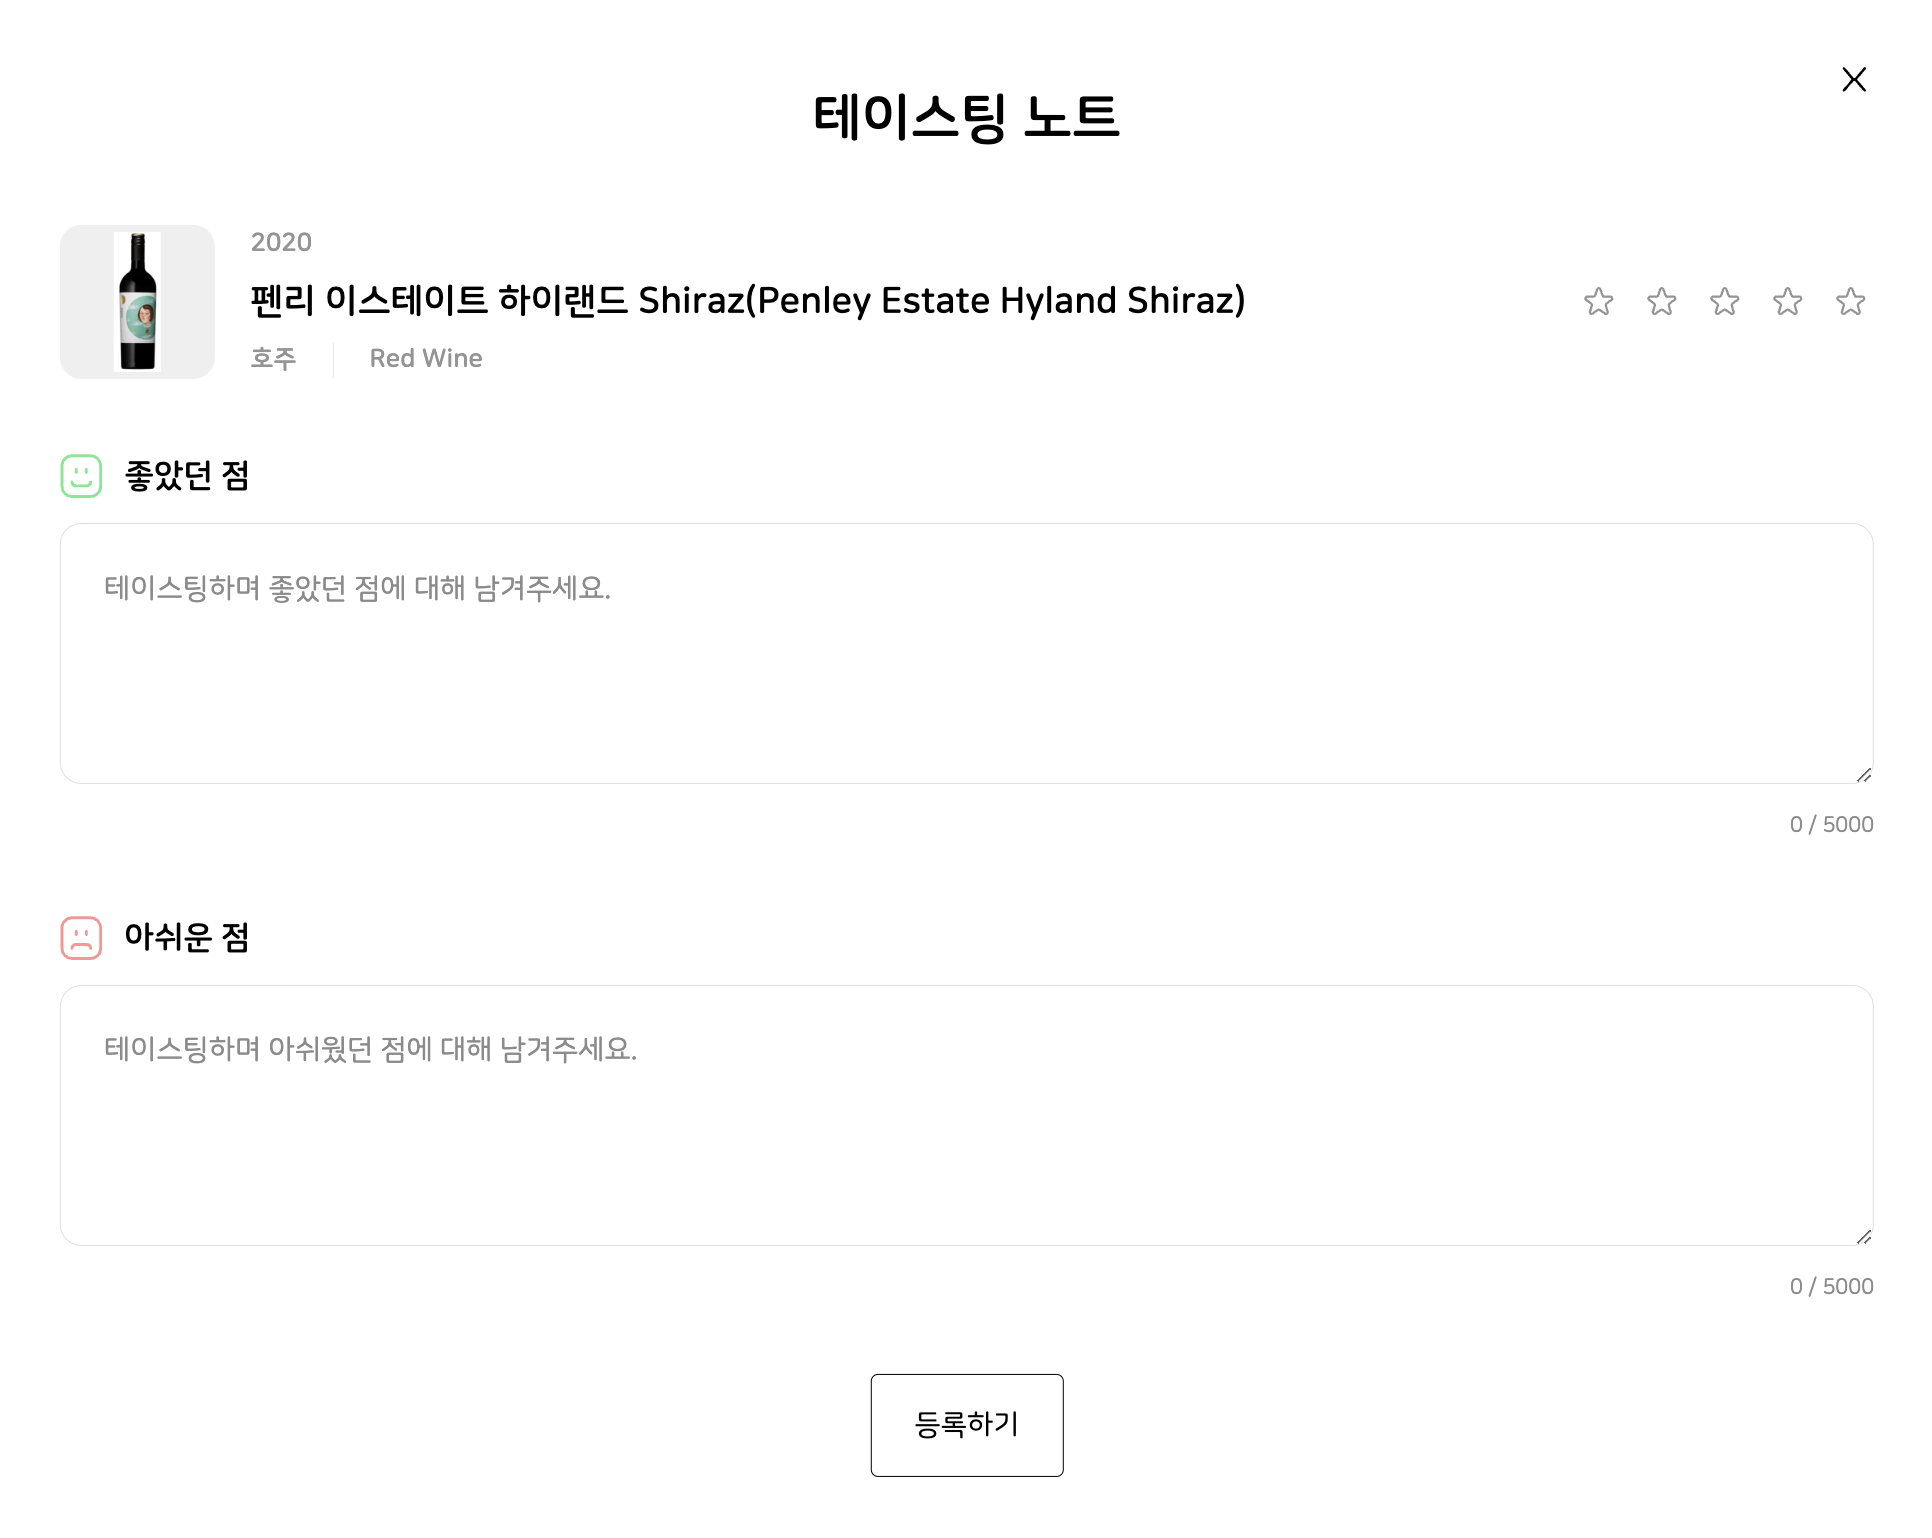 테이스팅 노트
2020
펜리 이스테이트 하이랜드 Shiraz(Penley Estate Hyland Shiraz)
호주
Red Wine
좋았던 점
테이스팅하며 좋았던 점에 대해 남겨주세요.
0 / 5000
아쉬운 점
테이스팅하며 아쉬웠던 점에 대해 남겨주세요.
0 / 5000
등록하기